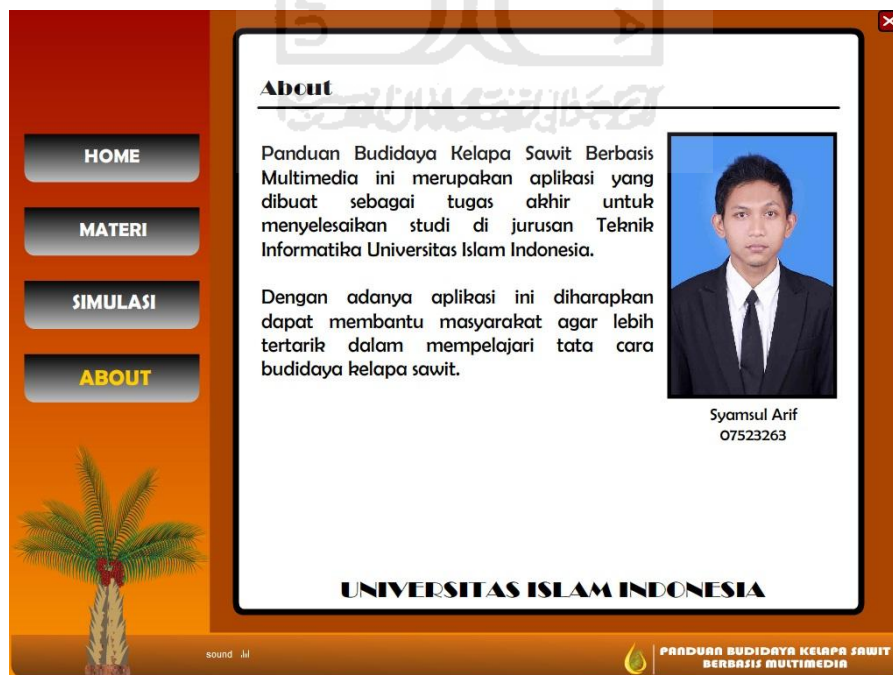 About
HOME
MATERI
SIMULASI
ABOUT
Panduan Budidaya Kelapa Sawit Berbasis
Multimedia ini merupakan aplikasi yang
dibuat sebagai tugas akhir untuk
menyelesaikan studi di jurusan Teknik
Informatika Universitas Islam Indonesia.
Dengan adanya aplikasi ini diharapkan
dapat membantu masyarakat agar lebih
tertarik dalam mempelajari tata cara
budidaya kelapa sawit.
Syamsul Arif
07523263
UNIVERSITAS ISLAM INDONESIA
sound
PANDUAN BUDIDAYA KELAPA SAWIT
BERBASIS MULTIMEDIA